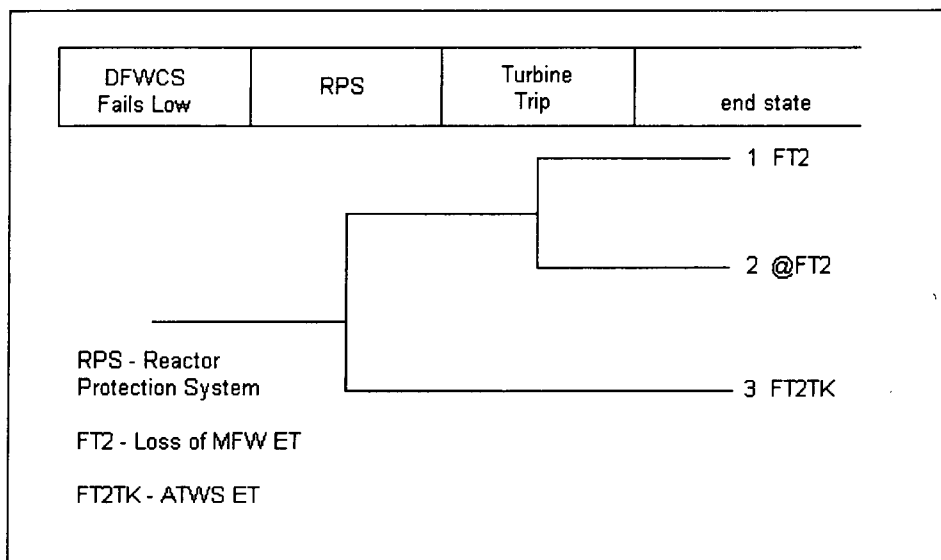 DFWCS
Fails Low
RPS
Turbine
Trip
end state
1 FT2
2 @FT2
3 FT2TK
RPS - Reactor
Protection System
FT2 - Loss of MFW ET
FT2TK - ATWS ET